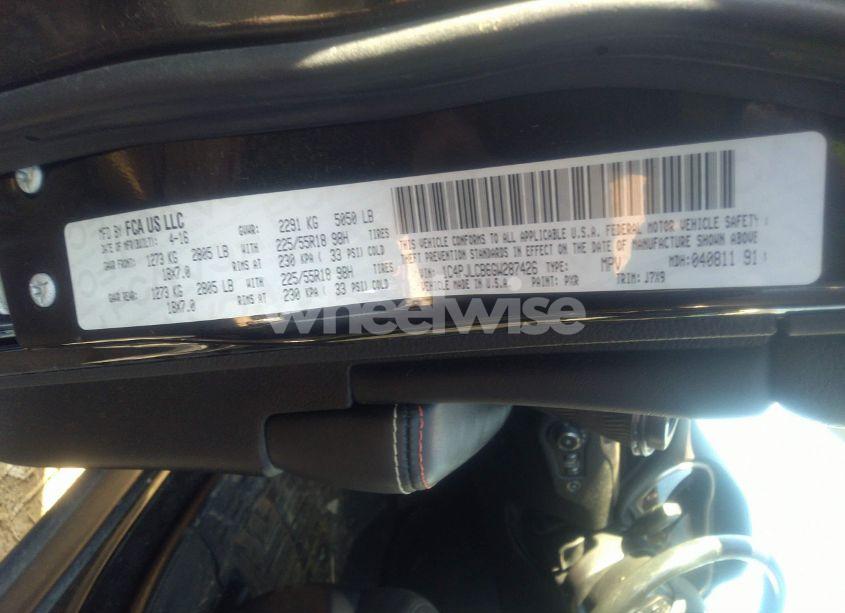 MFD BY FCA US LLC
DATE OF MFR(BUILT): 4-16 GVWR: 2291 KG 5050 LB
GAWR FRONT: 1273 KG 2805 LB WITH 225/55R18 98H TIRES
18X7.0 RIMS AT 230 KPA ( 33 PSI) COLD
GAWR REAR: 1273 KG 2805 LB WITH 225/55R18 98H TIRES
18X7.0 RIMS AT 230 KPA ( 33 PSI) COLD
THIS VEHICLE CONFORMS TO ALL APPLICABLE U.S.A. FEDERAL MOTOR VEHICLE SAFETY,
THEFT PREVENTION STANDARDS IN EFFECT ON THE DATE OF MANUFACTURE SHOWN ABOVE
VIN: 1C4PJLCB6GW287426 TYPE: MPV MDH:040811 91
VEHICLE MADE IN U.S.A PAINT: PXR TRIM: J7X9
wheelwise